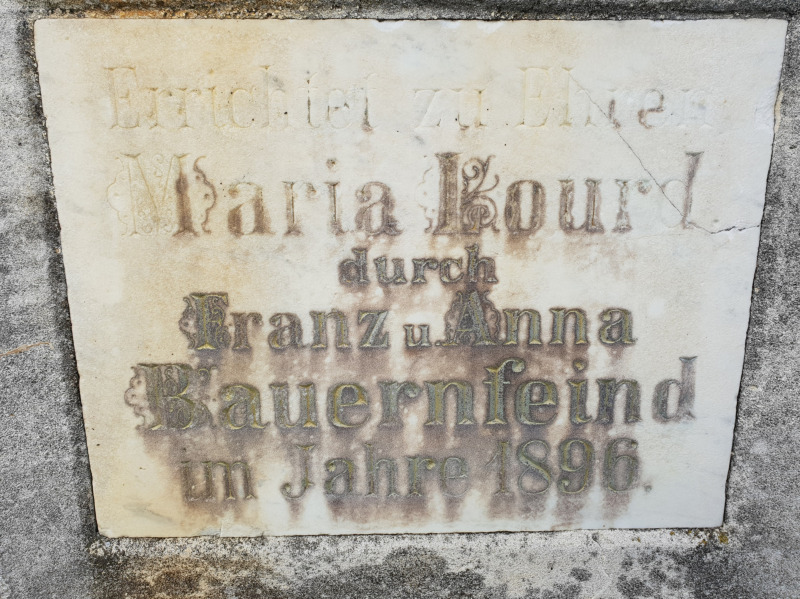 Errichtet zu Ehren
Maria Lourd
durch
Franz u. Anna
Bauernfeind
im Jahre 1896.